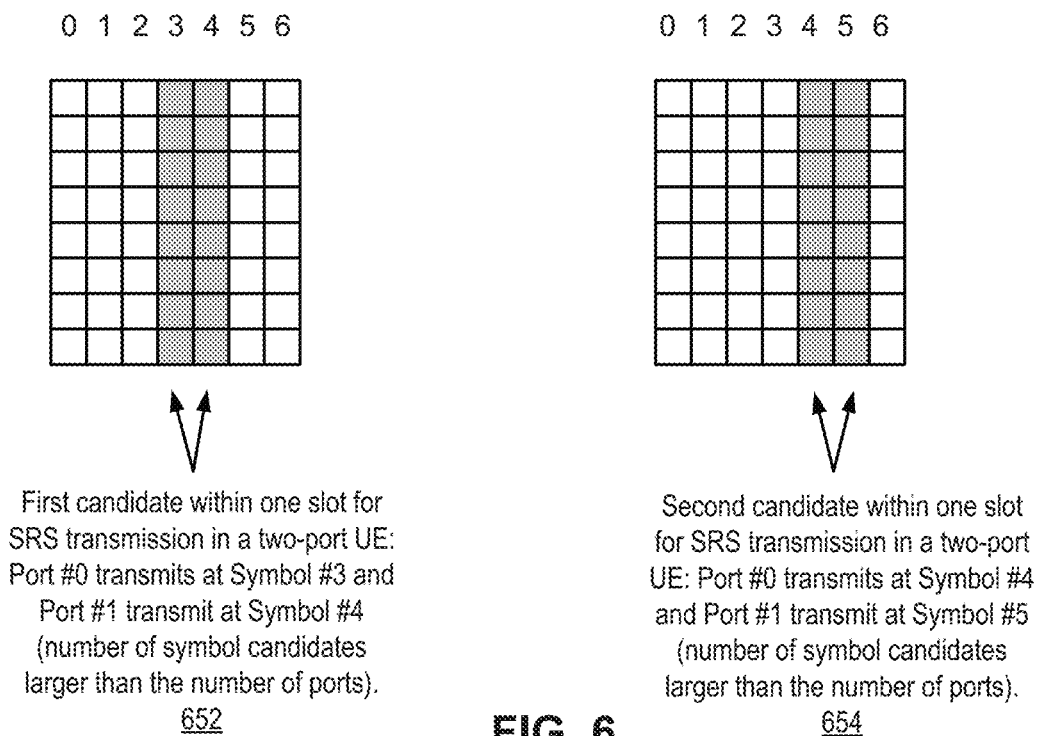 0 1 2 3 4 5 6
First candidate within one slot for
SRS transmission in a two-port UE:
Port #0 transmits at Symbol #3 and
Port #1 transmit at Symbol #4
(number of symbol candidates
larger than the number of ports).
652
0 1 2 3 4 5 6
Second candidate within one slot
for SRS transmission in a two-port
UE: Port #0 transmits at Symbol #4
and Port #1 transmit at Symbol #5
(number of symbol candidates
larger than the number of ports).
654
FIG. 6